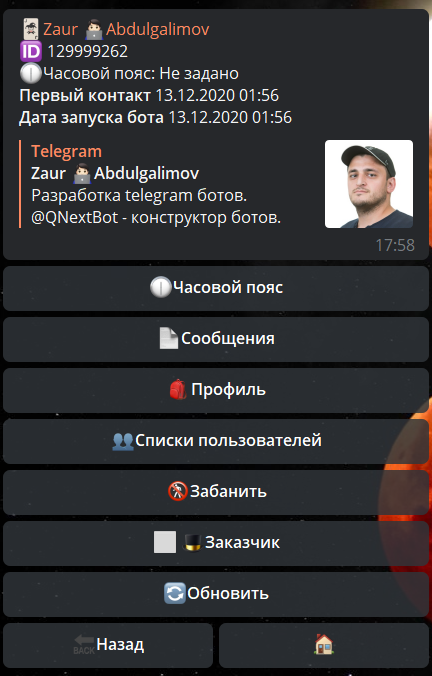 Zaur 👨🏻‍💻Abdulgalimov
🆔 129999262
🕕Часовой пояс: Не задано
Первый контакт 13.12.2020 01:56
Дата запуска бота 13.12.2020 01:56
Telegram
Zaur 👨🏻‍💻Abdulgalimov
Разработка telegram ботов.
@QNextBot - конструктор ботов.
17:58
🕕Часовой пояс
📄Сообщения
🎒Профиль
👥Списки пользователей
🚷Забанить
⬜️ 🎩Заказчик
🔄Обновить
🔙Назад
🏠